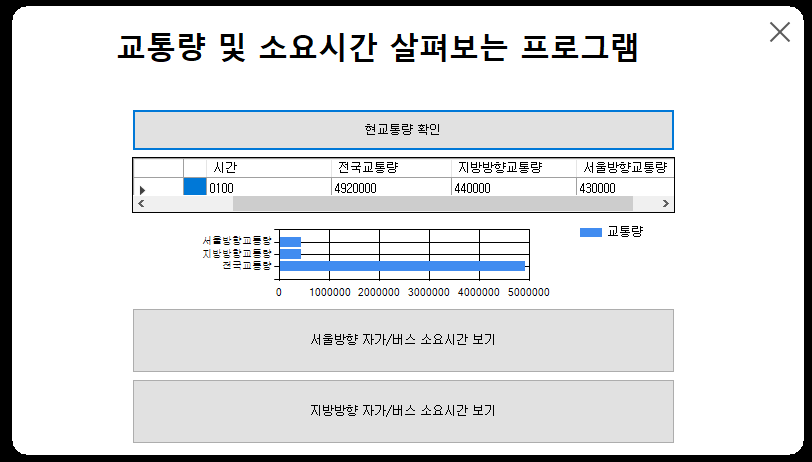 교통량 및 소요시간 살펴보는 프로그램
현교통량 확인
시간 전국교통량 지방방향교통량 서울방향교통량
0100 4920000 440000 430000
교통량
서울방향교통량
지방방향교통량
전국교통량
0 1000000 2000000 3000000 4000000 5000000
서울방향 자가/버스 소요시간 보기
지방방향 자가/버스 소요시간 보기